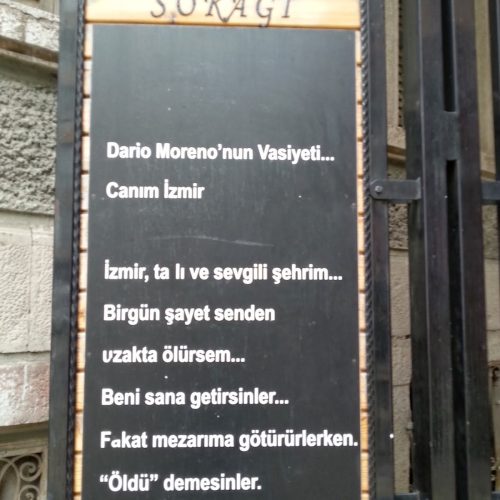 SOKAĞI
Dario Moreno'nun Vasiyeti...
Canım İzmir
İzmir, ta lı ve sevgili şehrim...
Birgün şayet senden
uzakta ölürsem...
Beni sana getirsinler...
Fakat mezarıma götürürlerken.
“Öldü” demesinler.